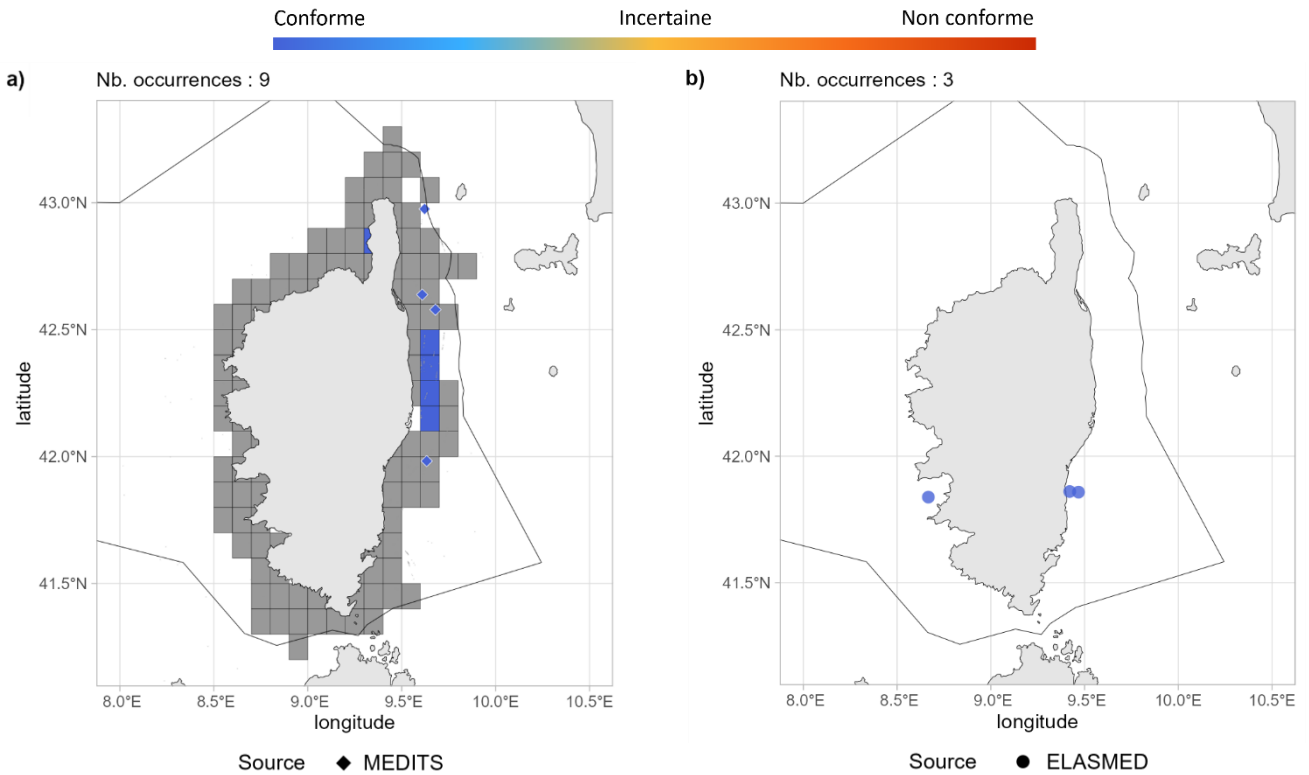 Conforme Incertaine Non conforme
a) Nb. occurrences : 9
43.0°N
42.5°N
42.0°N
41.5°N
latitude
8.0°E 8.5°E 9.0°E 9.5°E 10.0°E 10.5°E
longitude
Source ◆ MEDITS
b) Nb. occurrences : 3
43.0°N
42.5°N
42.0°N
41.5°N
latitude
8.0°E 8.5°E 9.0°E 9.5°E 10.0°E 10.5°E
longitude
Source ● ELASMED